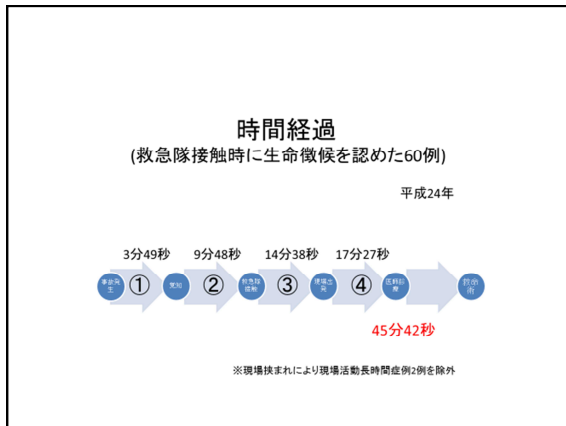 時間経過
(救急隊接触時に生命徴候を認めた60例)
平成24年
3分49秒 9分48秒 14分38秒 17分27秒
事故発生 ① 覚知 ② 救急隊接触 ③ 現場出発 ④ 医師診療 救命術
45分42秒
※現場挟まれにより現場活動長時間症例2例を除外